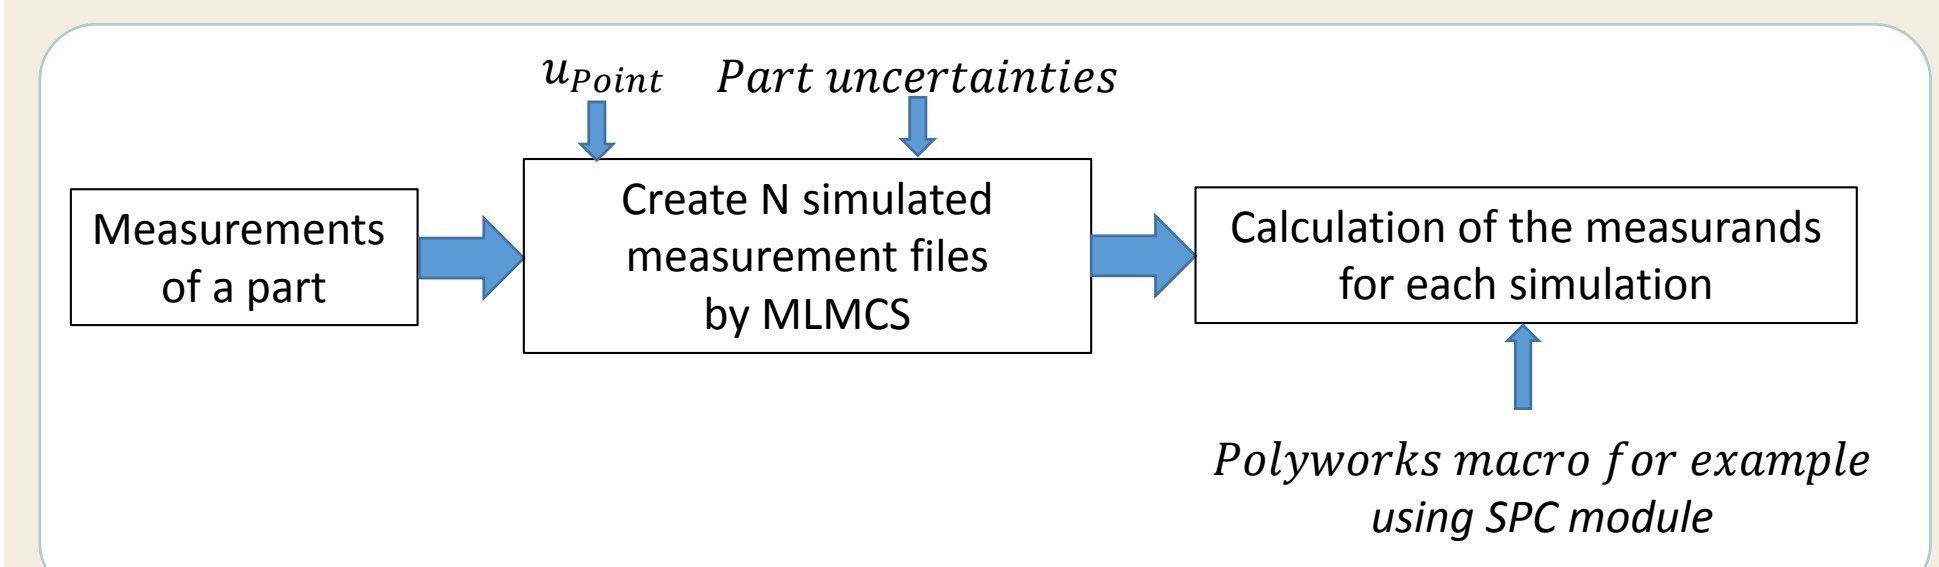 u_Point Part uncertainties
Measurements
of a part
Create N simulated
measurement files
by MLMCS
Calculation of the measurands
for each simulation
Polyworks macro for example
using SPC module